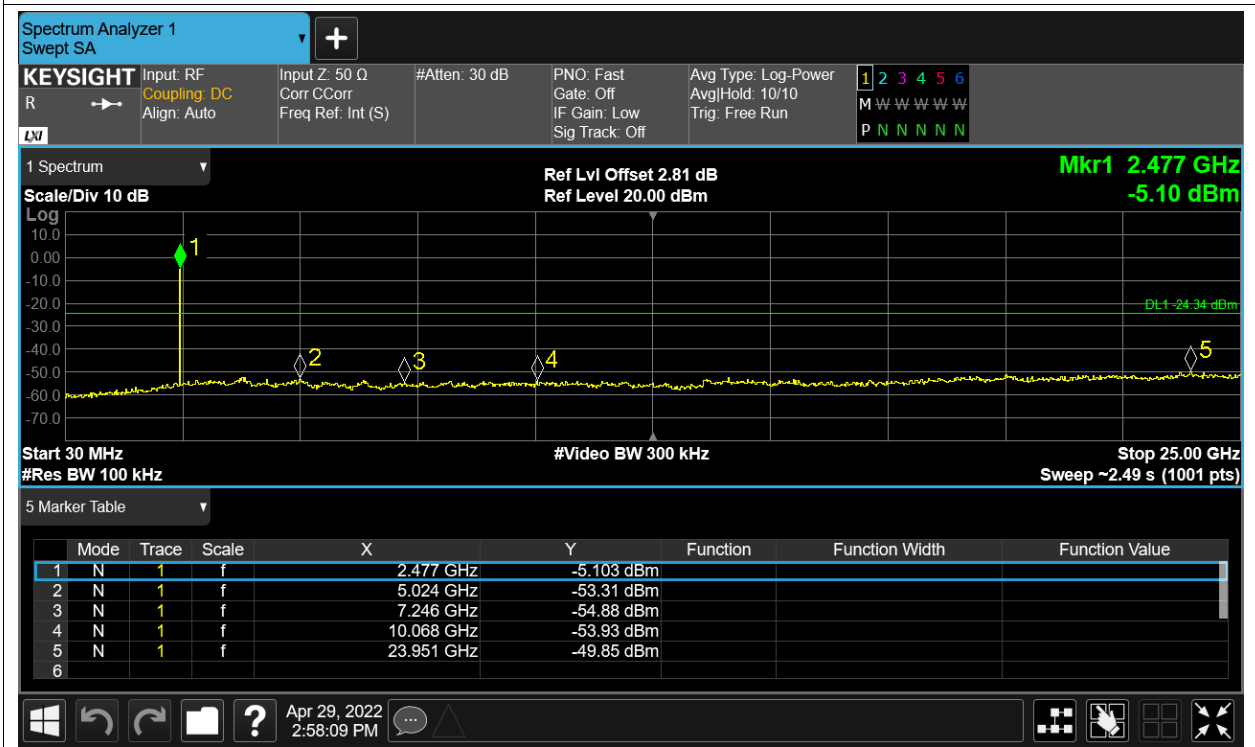 Spectrum Analyzer 1
Swept SA
KEYSIGHT Input: RF Input Z: 50 Ω #Atten: 30 dB PNO: Fast Avg Type: Log-Power 1 2 3 4 5 6
R Coupling: DC Corr CCorr Gate: Off Avg|Hold: 10/10 M W W W W W
Align: Auto Freq Ref: Int (S) IF Gain: Low Trig: Free Run
LXI Sig Track: Off P N N N N N
1 Spectrum Ref Lvl Offset 2.81 dB Mkr1 2.477 GHz
Scale/Div 10 dB Ref Level 20.00 dBm -5.10 dBm
Log
10.0
1
0.00
-10.0
-20.0
DL1 -24.34 dBm
-30.0
-40.0
2 3 4 5
-50.0
-60.0
-70.0
Start 30 MHz #Video BW 300 kHz Stop 25.00 GHz
#Res BW 100 kHz Sweep ~2.49 s (1001 pts)
5 Marker Table
Mode Trace Scale X Y Function Function Width Function Value
1 N 1 f 2.477 GHz -5.103 dBm
2 N 1 f 5.024 GHz -53.31 dBm
3 N 1 f 7.246 GHz -54.88 dBm
4 N 1 f 10.068 GHz -53.93 dBm
5 N 1 f 23.951 GHz -49.85 dBm
6
? Apr 29, 2022
2:58:09 PM